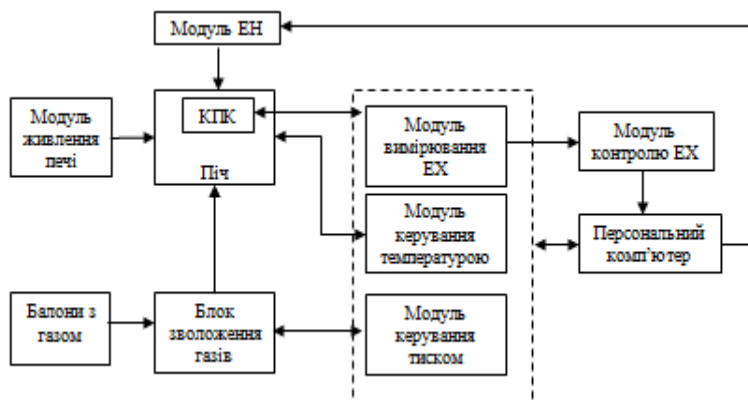 Модуль ЕН
Модуль
живлення
печі
КПК
Піч
Модуль
вимірювання
ЕХ
Модуль
контролю ЕХ
Модуль
керування
температурою
Персональний
комп’ютер
Балони з
газом
Блок
зволоження
газів
Модуль
керування
тиском